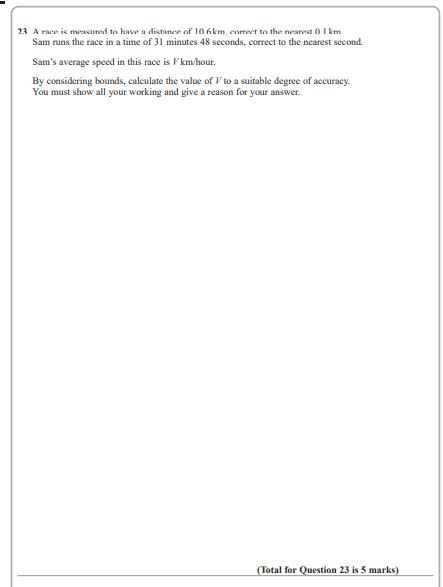 23 A race is measured to have a distance of 10.6 km, correct to the nearest 0.1 km.
Sam runs the race in a time of 31 minutes 48 seconds, correct to the nearest second.
Sam's average speed in this race is V km/hour.
By considering bounds, calculate the value of V to a suitable degree of accuracy.
You must show all your working and give a reason for your answer.
(Total for Question 23 is 5 marks)